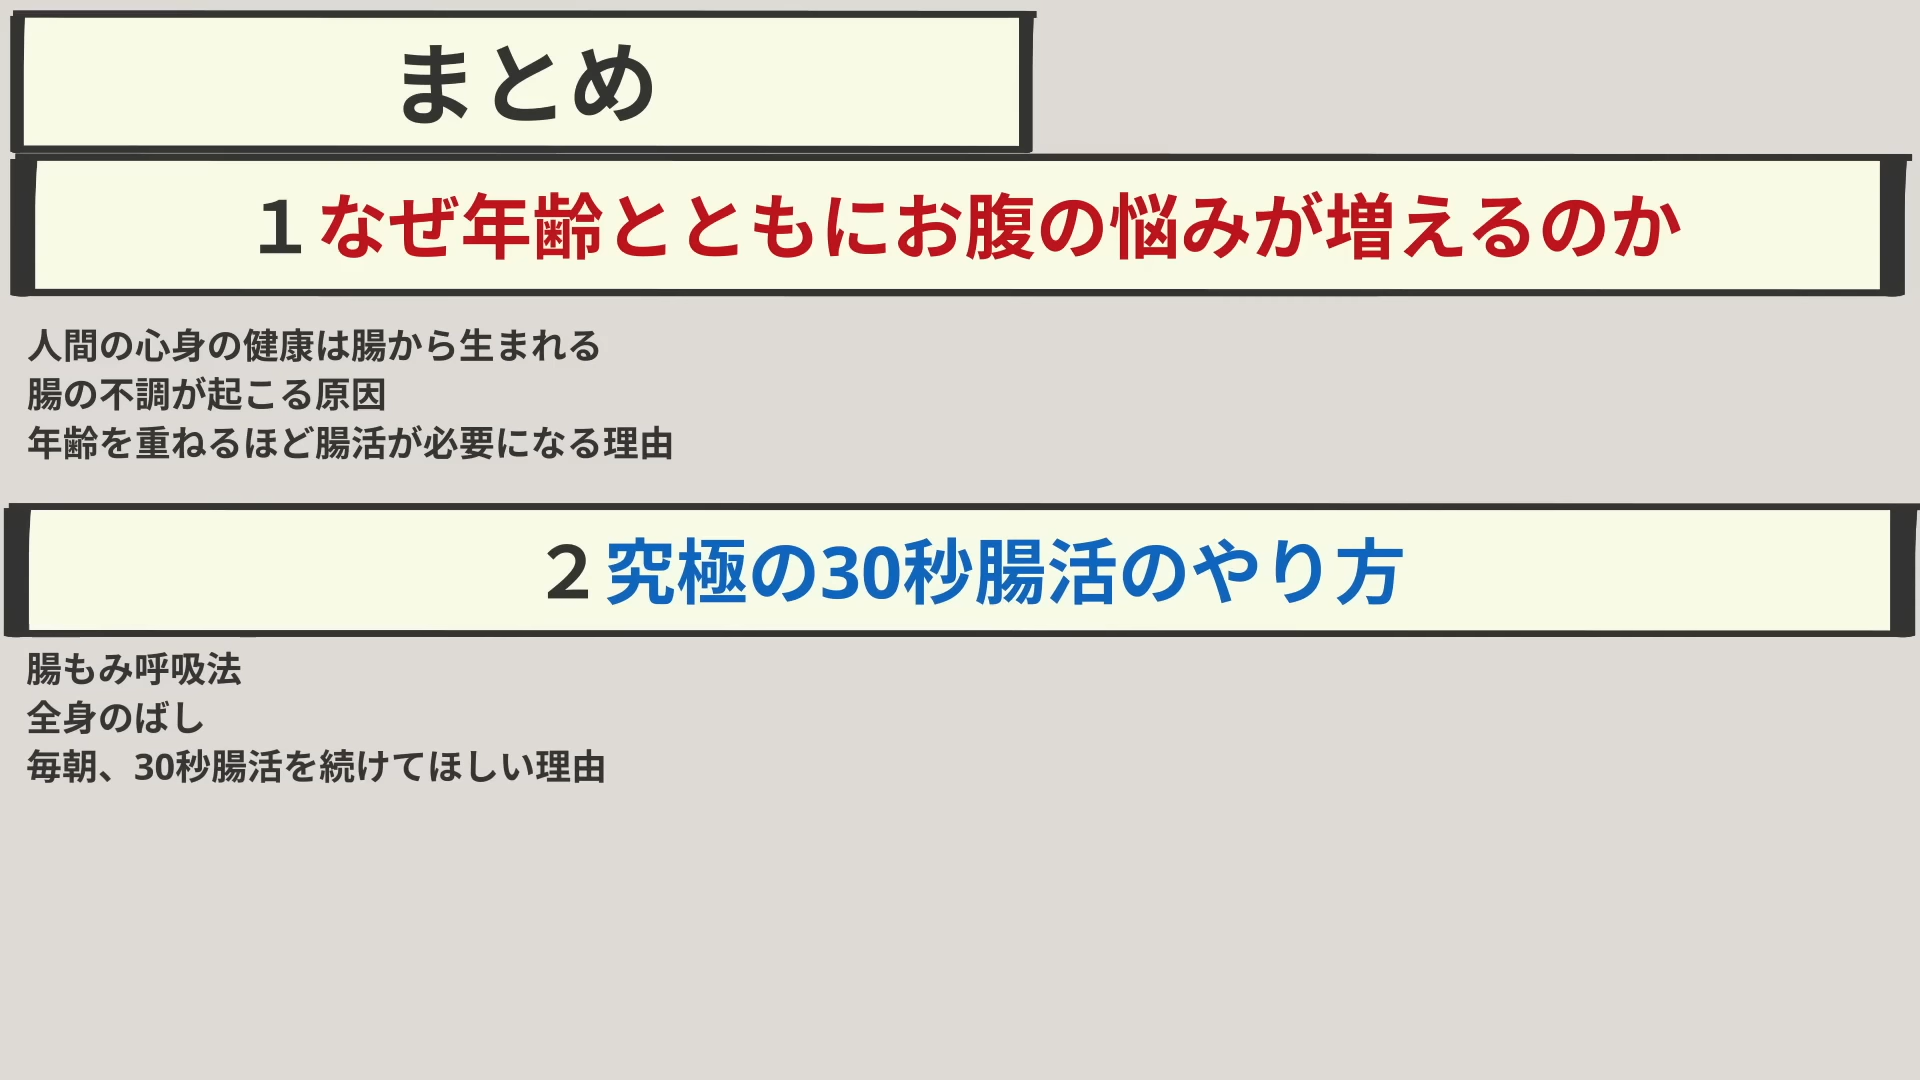 まとめ
１なぜ年齢とともにお腹の悩みが増えるのか
人間の心身の健康は腸から生まれる
腸の不調が起こる原因
年齢を重ねるほど腸活が必要になる理由
２究極の30秒腸活のやり方
腸もみ呼吸法
全身のばし
毎朝、30秒腸活を続けてほしい理由